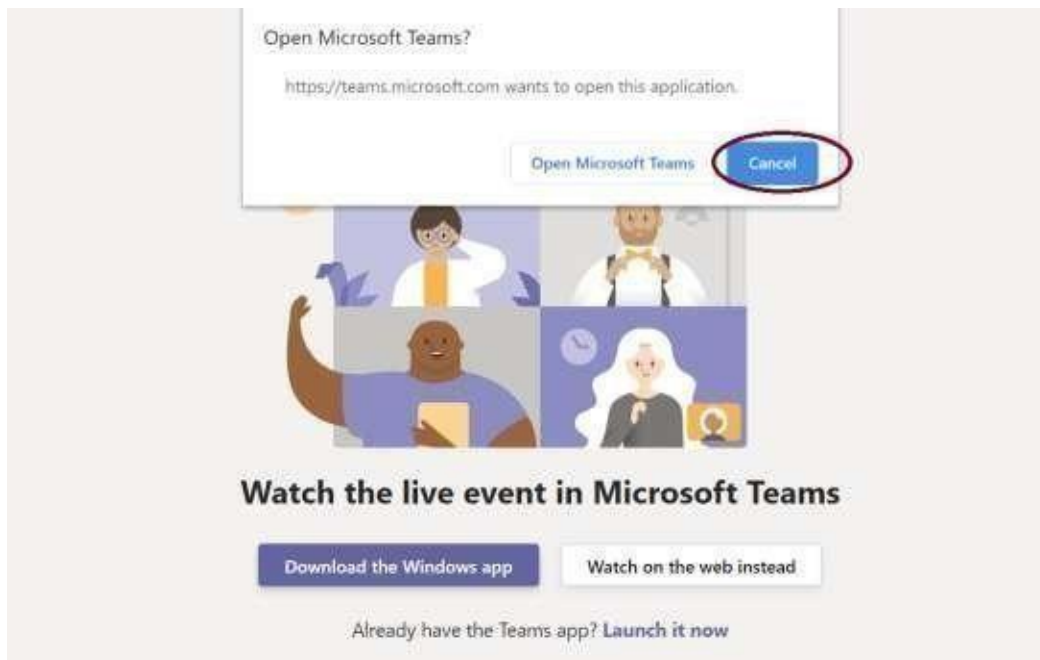 Open Microsoft Teams?
https://teams.microsoft.com wants to open this application.
Open Microsoft Teams
Cancel
Watch the live event in Microsoft Teams
Download the Windows app
Watch on the web instead
Already have the Teams app? Launch it now